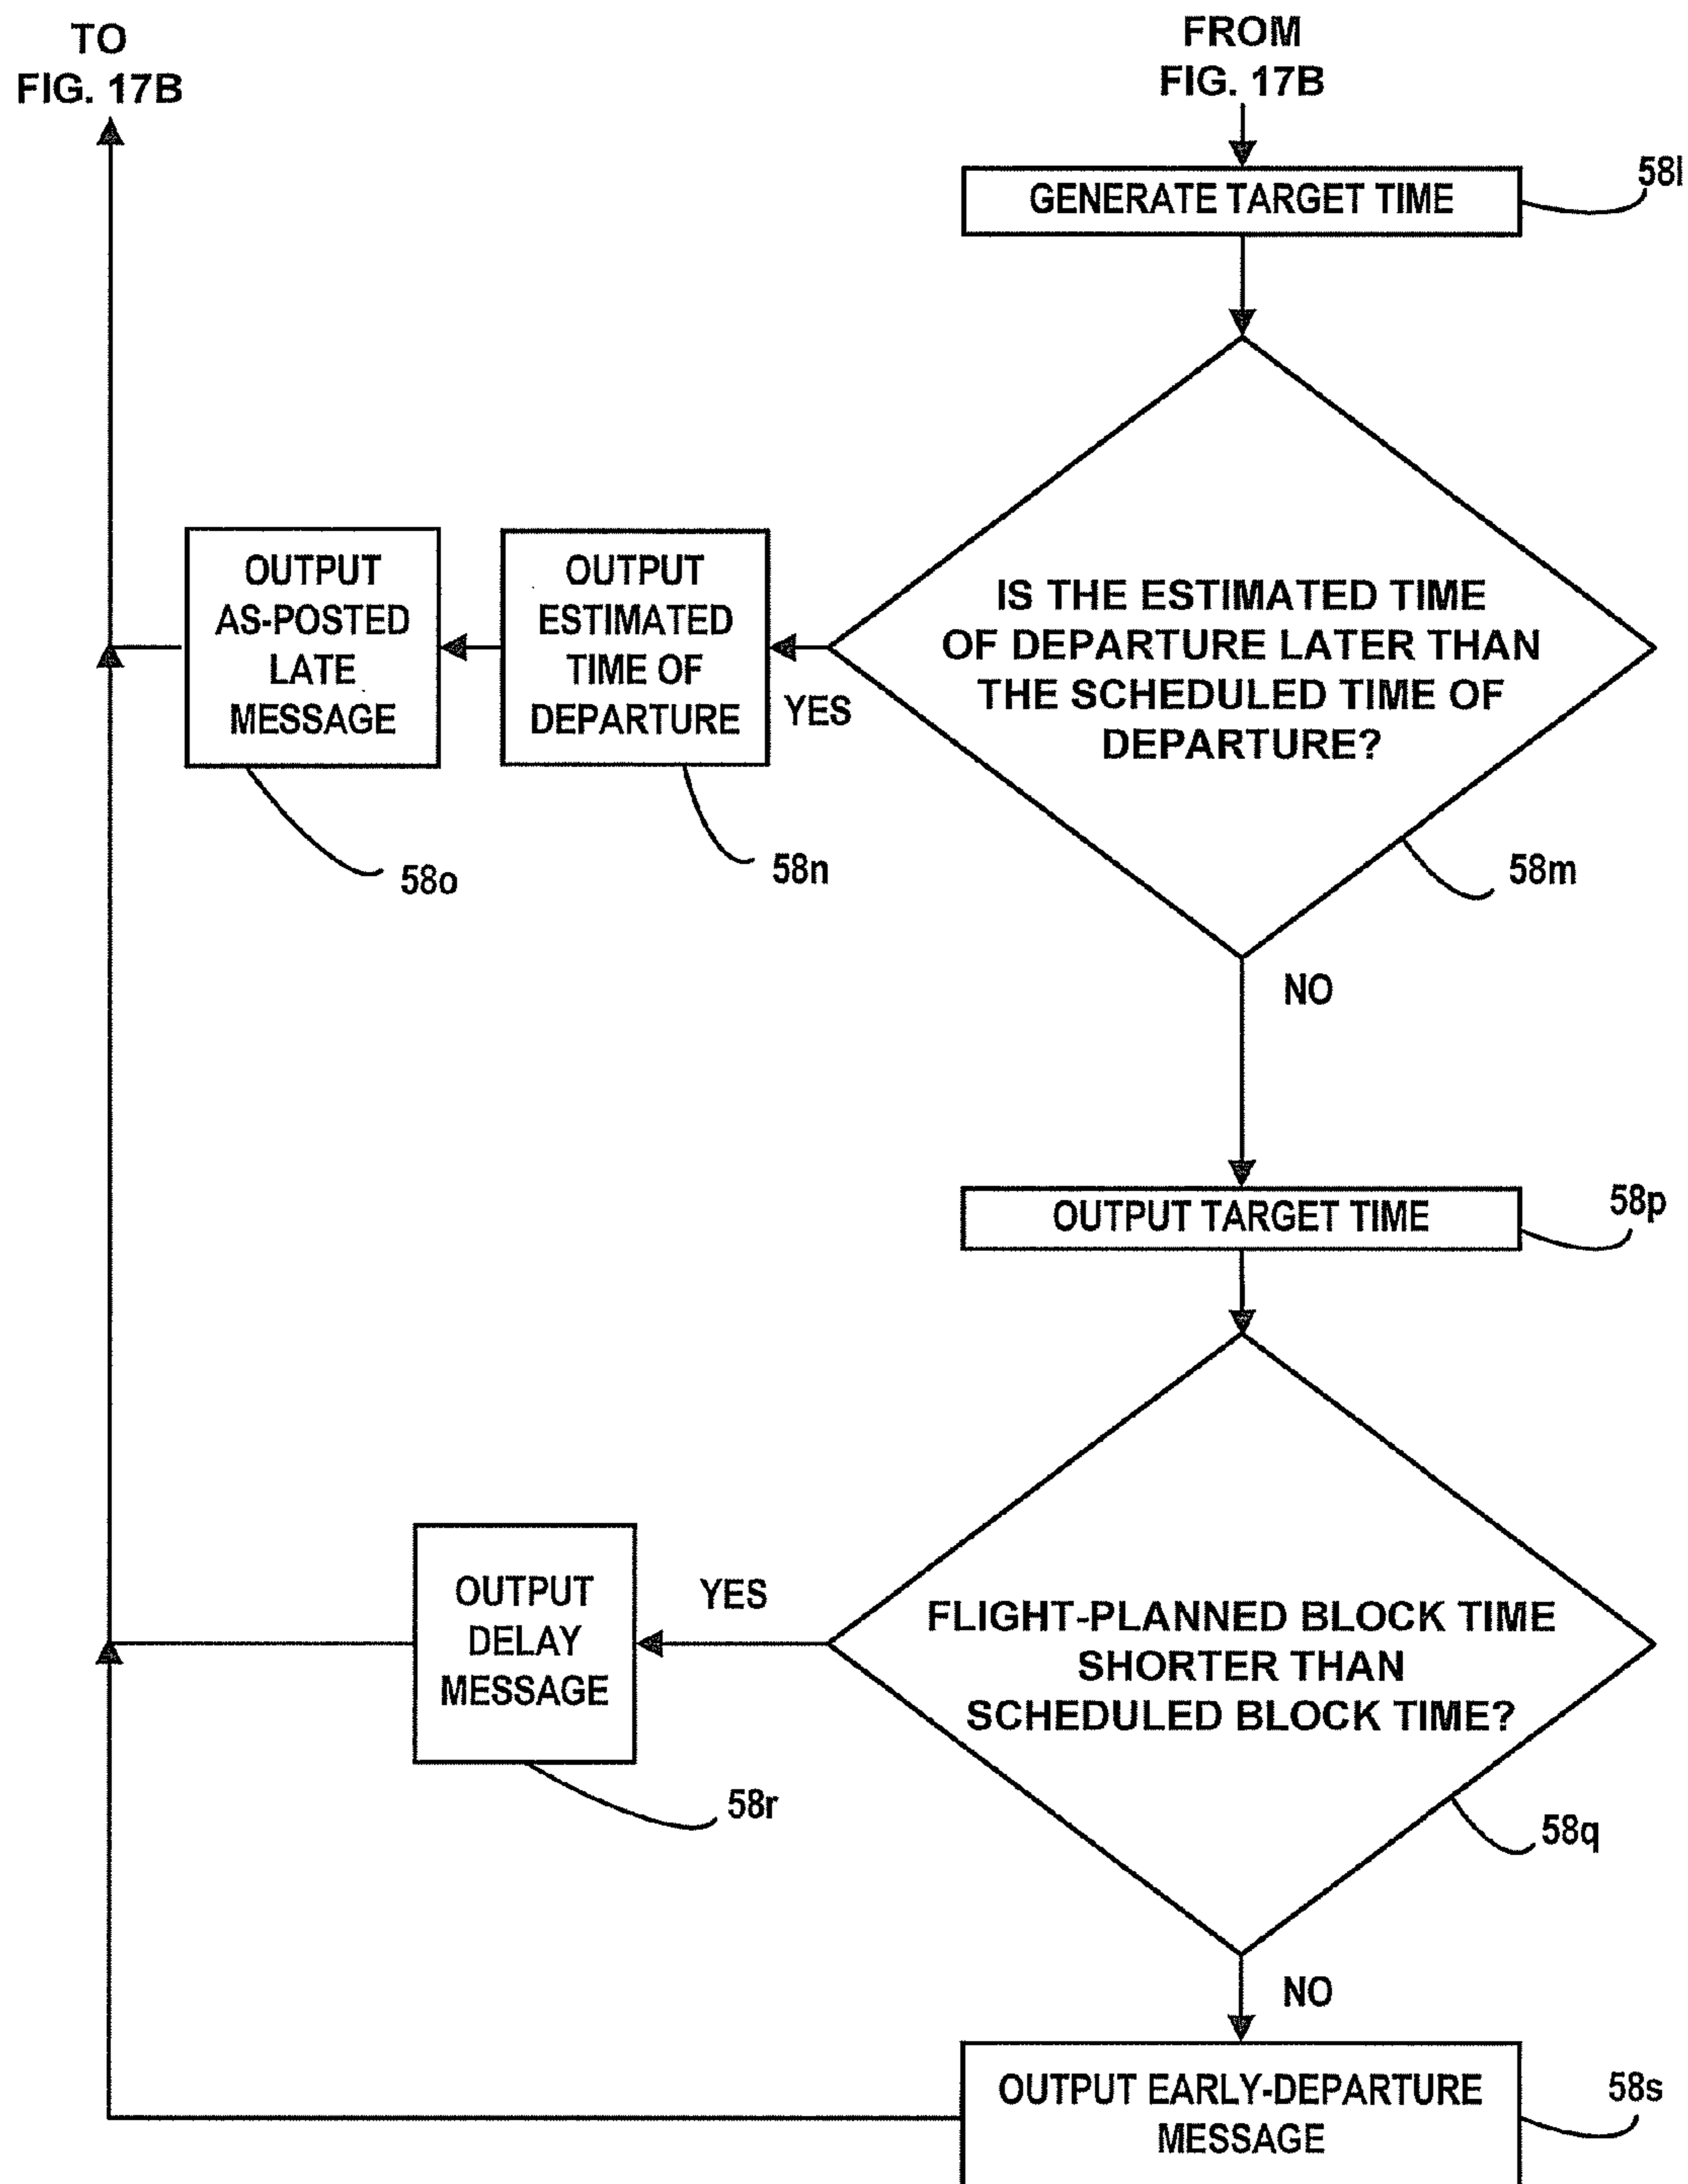 TO
FIG. 17B
FROM
FIG. 17B
GENERATE TARGET TIME
58l
IS THE ESTIMATED TIME
OF DEPARTURE LATER THAN
THE SCHEDULED TIME OF
DEPARTURE?
58m
YES
OUTPUT
ESTIMATED
TIME OF
DEPARTURE
58n
OUTPUT
AS-POSTED
LATE
MESSAGE
58o
NO
OUTPUT TARGET TIME
58p
FLIGHT-PLANNED BLOCK TIME
SHORTER THAN
SCHEDULED BLOCK TIME?
58q
YES
OUTPUT
DELAY
MESSAGE
58r
NO
OUTPUT EARLY-DEPARTURE
MESSAGE
58s